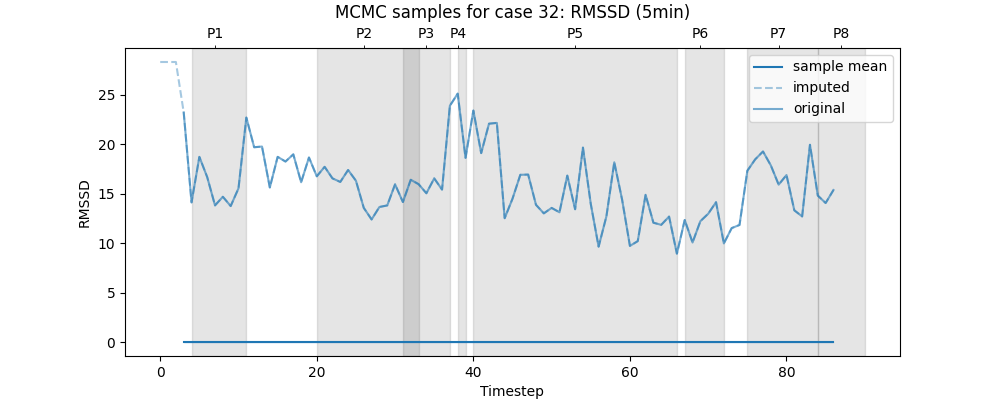 MCMC samples for case 32: RMSSD (5min)
P1 P2 P3 P4 P5 P6 P7 P8
sample mean
imputed
original
25
20
15
10
5
0
RMSSD
0 20 40 60 80
Timestep